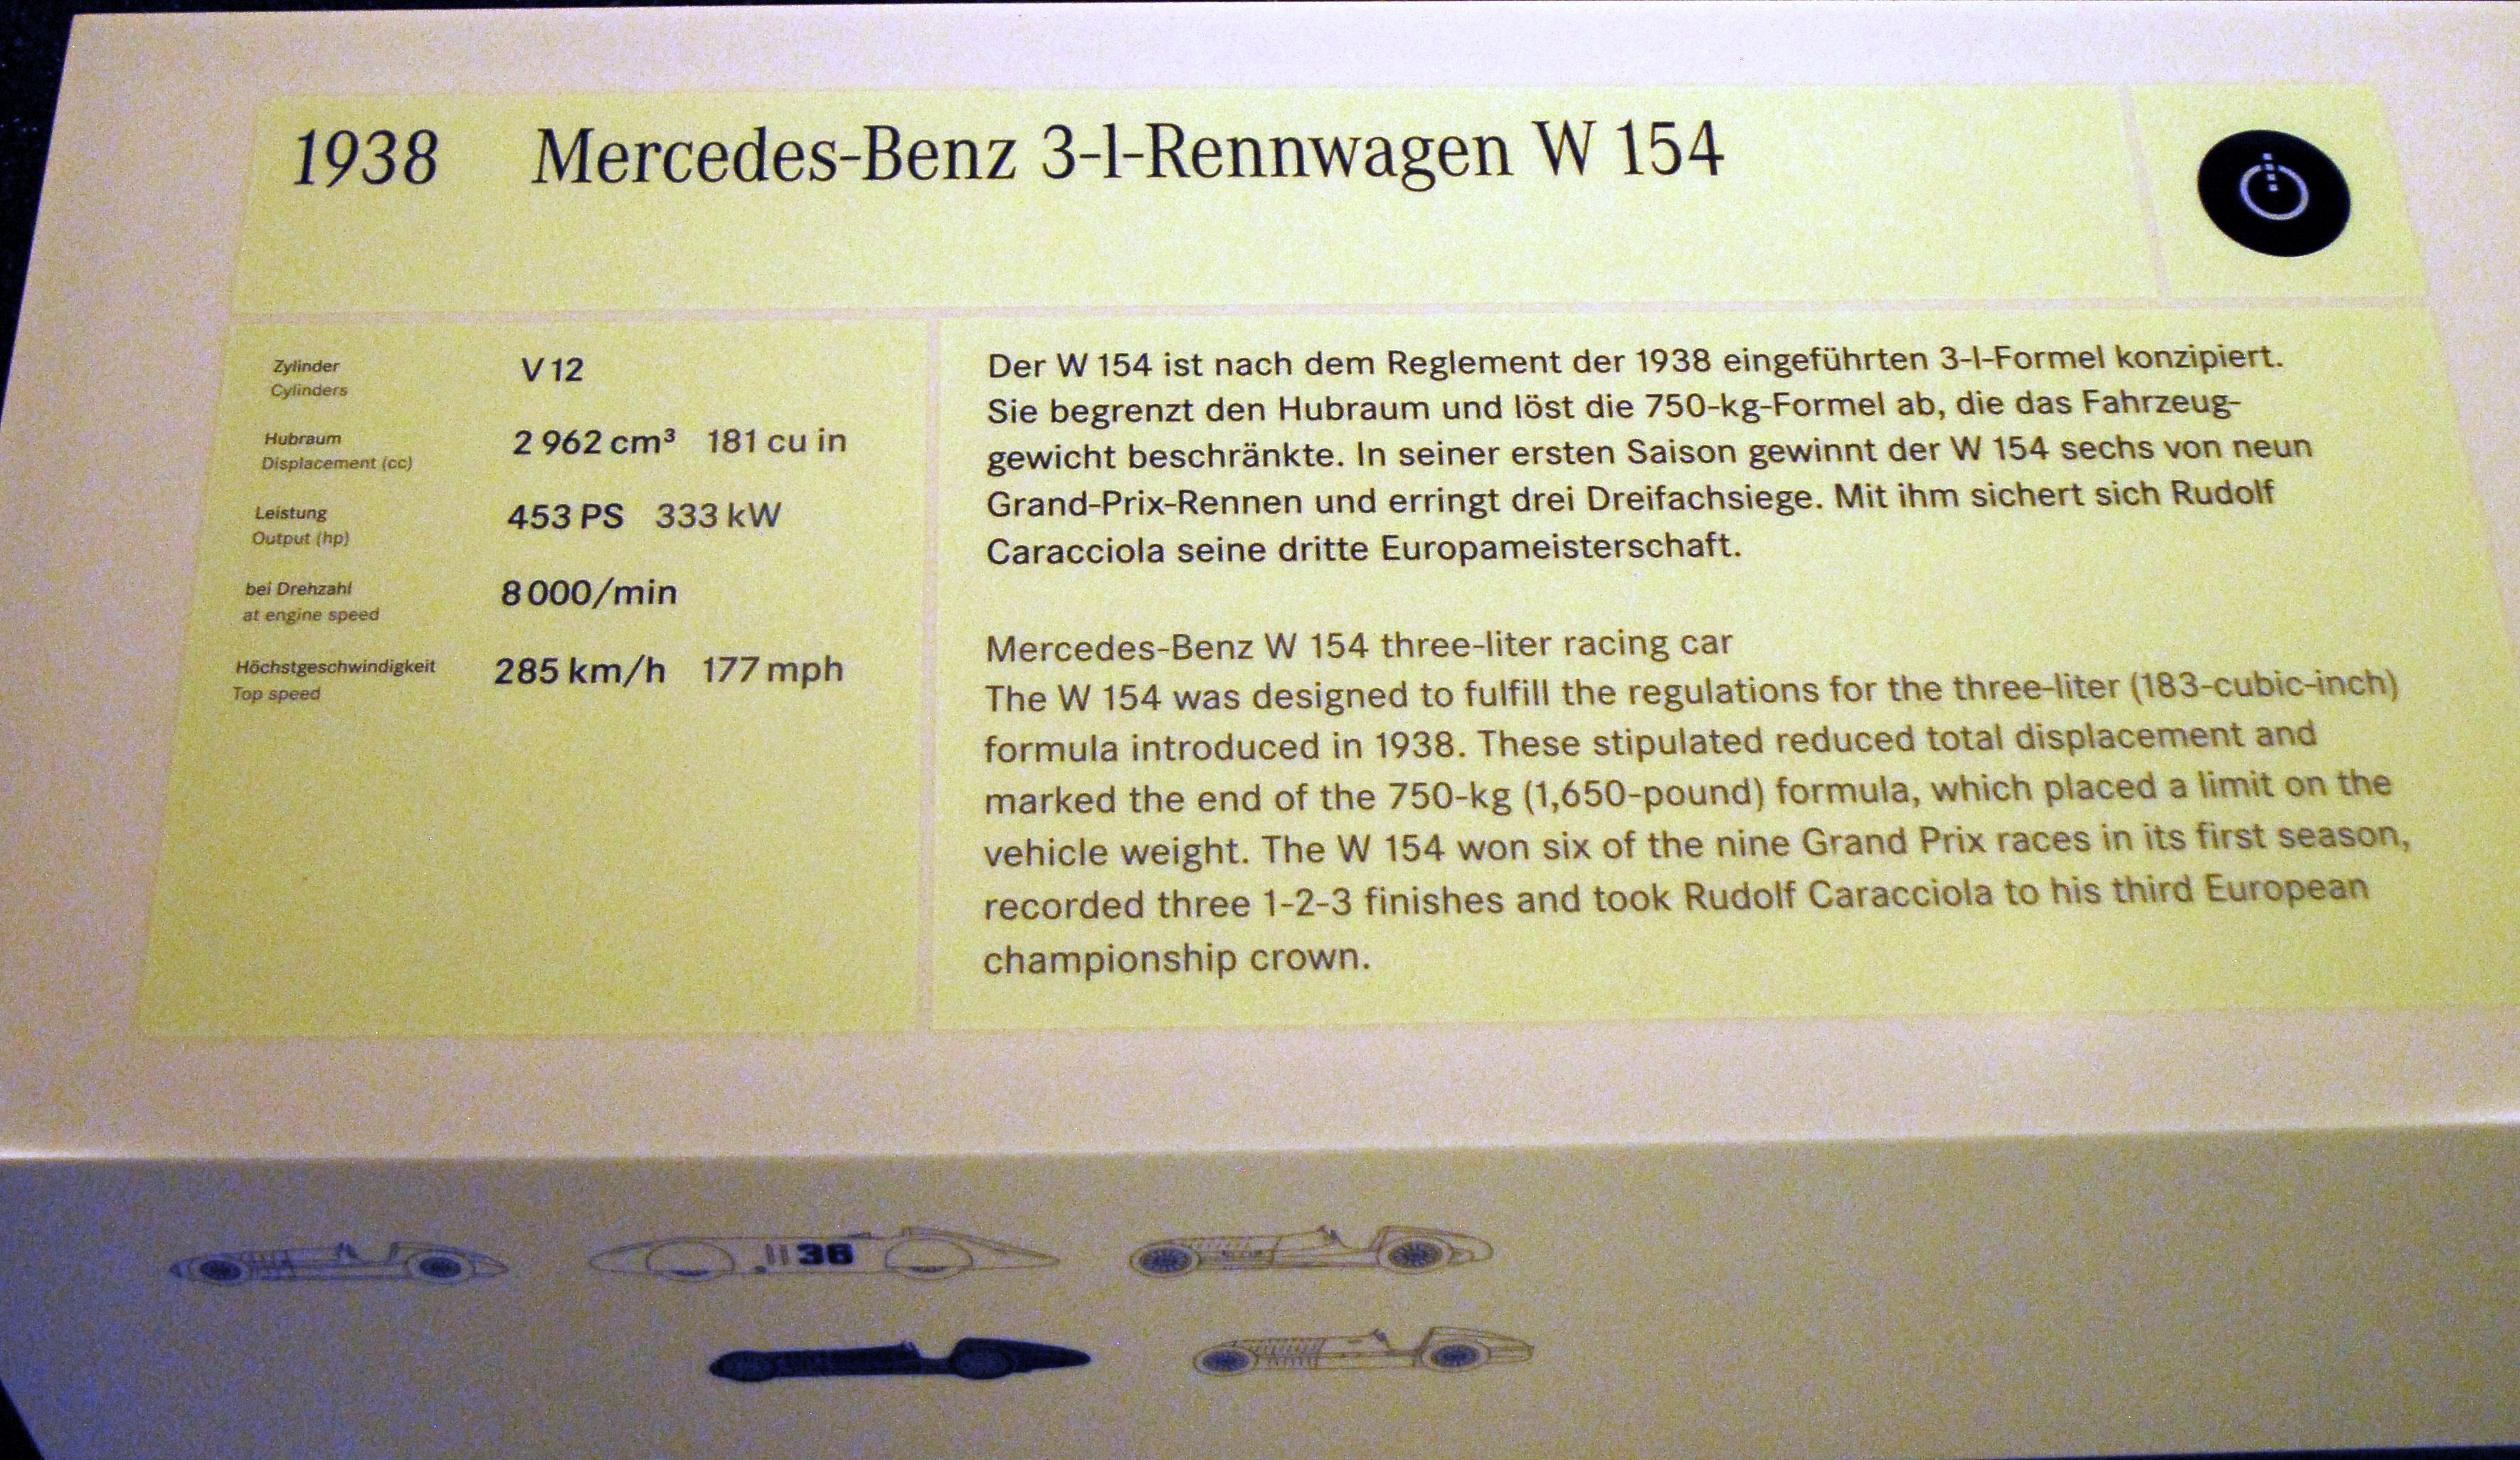 1938 Mercedes-Benz 3-l-Rennwagen W 154
Zylinder
Cylinders
V 12
Hubraum
Displacement (cc)
2 962 cm³ 181 cu in
Leistung
Output (hp)
453 PS 333 kW
bei Drehzahl
at engine speed
8 000/min
Höchstgeschwindigkeit
Top speed
285 km/h 177 mph
Der W 154 ist nach dem Reglement der 1938 eingeführten 3-l-Formel konzipiert.
Sie begrenzt den Hubraum und löst die 750-kg-Formel ab, die das Fahrzeug-
gewicht beschränkte. In seiner ersten Saison gewinnt der W 154 sechs von neun
Grand-Prix-Rennen und erringt drei Dreifachsiege. Mit ihm sichert sich Rudolf
Caracciola seine dritte Europameisterschaft.
Mercedes-Benz W 154 three-liter racing car
The W 154 was designed to fulfill the regulations for the three-liter (183-cubic-inch)
formula introduced in 1938. These stipulated reduced total displacement and
marked the end of the 750-kg (1,650-pound) formula, which placed a limit on the
vehicle weight. The W 154 won six of the nine Grand Prix races in its first season,
recorded three 1-2-3 finishes and took Rudolf Caracciola to his third European
championship crown.
36